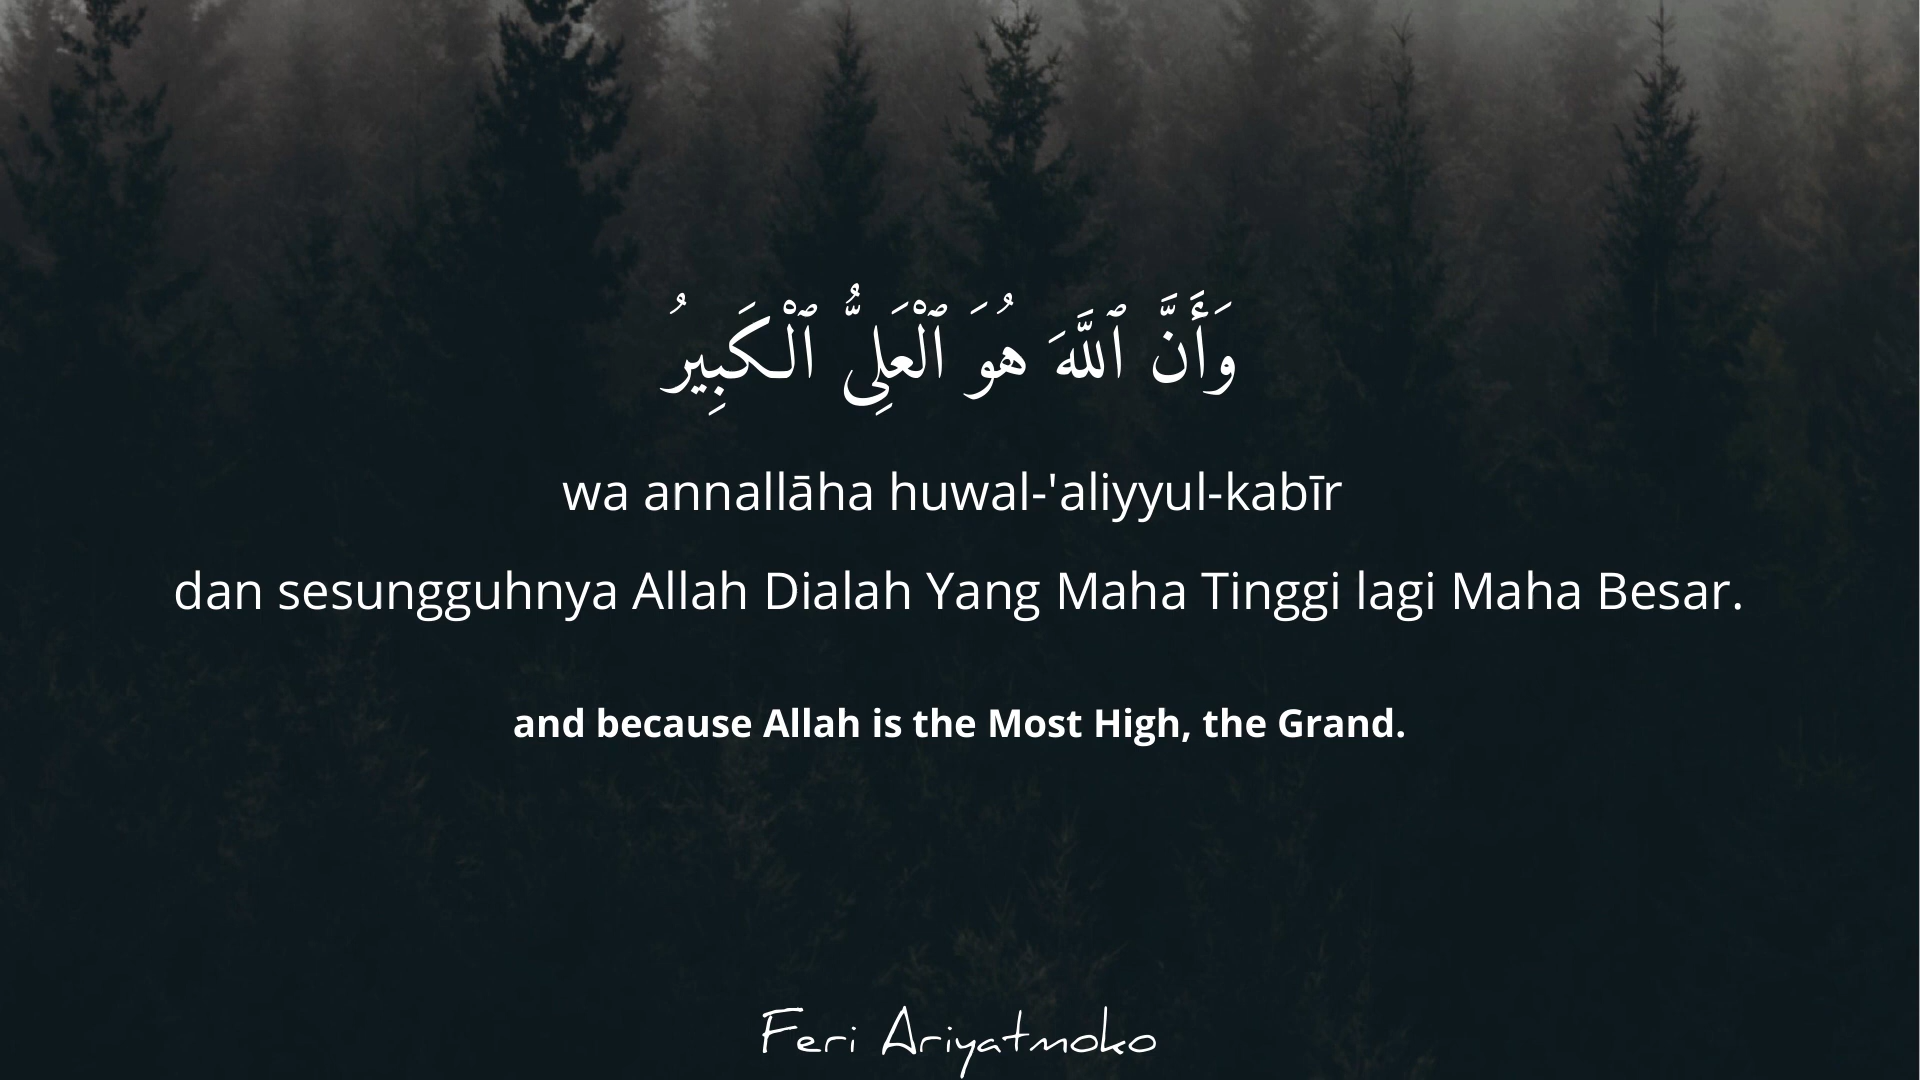 وَأَنَّ ٱللَّهَ هُوَ ٱلْعَلِىُّ ٱلْكَبِيرُ
wa annallāha huwal-'aliyyul-kabīr
dan sesungguhnya Allah Dialah Yang Maha Tinggi lagi Maha Besar.
and because Allah is the Most High, the Grand.
Feri Ariyatmoko